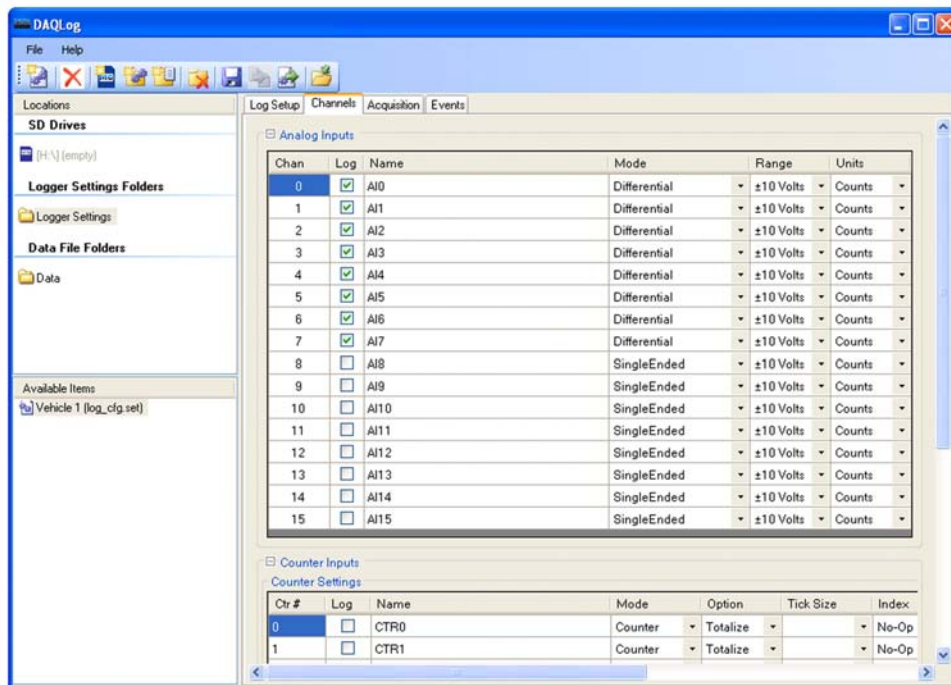 DAQLog
File Help
Locations
SD Drives
[H:\] (empty)
Logger Settings Folders
Logger Settings
Data File Folders
Data
Available Items
Vehicle 1 (log_cfg.set)
Log Setup Channels Acquisition Events
Analog Inputs
Chan Log Name Mode Range Units
0 AI0 Differential ±10 Volts Counts
1 AI1 Differential ±10 Volts Counts
2 AI2 Differential ±10 Volts Counts
3 AI3 Differential ±10 Volts Counts
4 AI4 Differential ±10 Volts Counts
5 AI5 Differential ±10 Volts Counts
6 AI6 Differential ±10 Volts Counts
7 AI7 Differential ±10 Volts Counts
8 AI8 SingleEnded ±10 Volts Counts
9 AI9 SingleEnded ±10 Volts Counts
10 AI10 SingleEnded ±10 Volts Counts
11 AI11 SingleEnded ±10 Volts Counts
12 AI12 SingleEnded ±10 Volts Counts
13 AI13 SingleEnded ±10 Volts Counts
14 AI14 SingleEnded ±10 Volts Counts
15 AI15 SingleEnded ±10 Volts Counts
Counter Inputs
Counter Settings
Ctr # Log Name Mode Option Tick Size Index
0 CTR0 Counter Totalize No-Op
1 CTR1 Counter Totalize No-Op